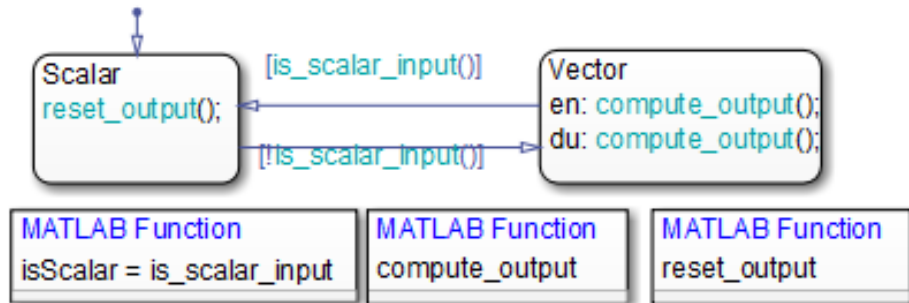 Scalar
reset_output();
[is_scalar_input()]
[!is_scalar_input()]
Vector
en: compute_output();
du: compute_output();
MATLAB Function
isScalar = is_scalar_input
MATLAB Function
compute_output
MATLAB Function
reset_output